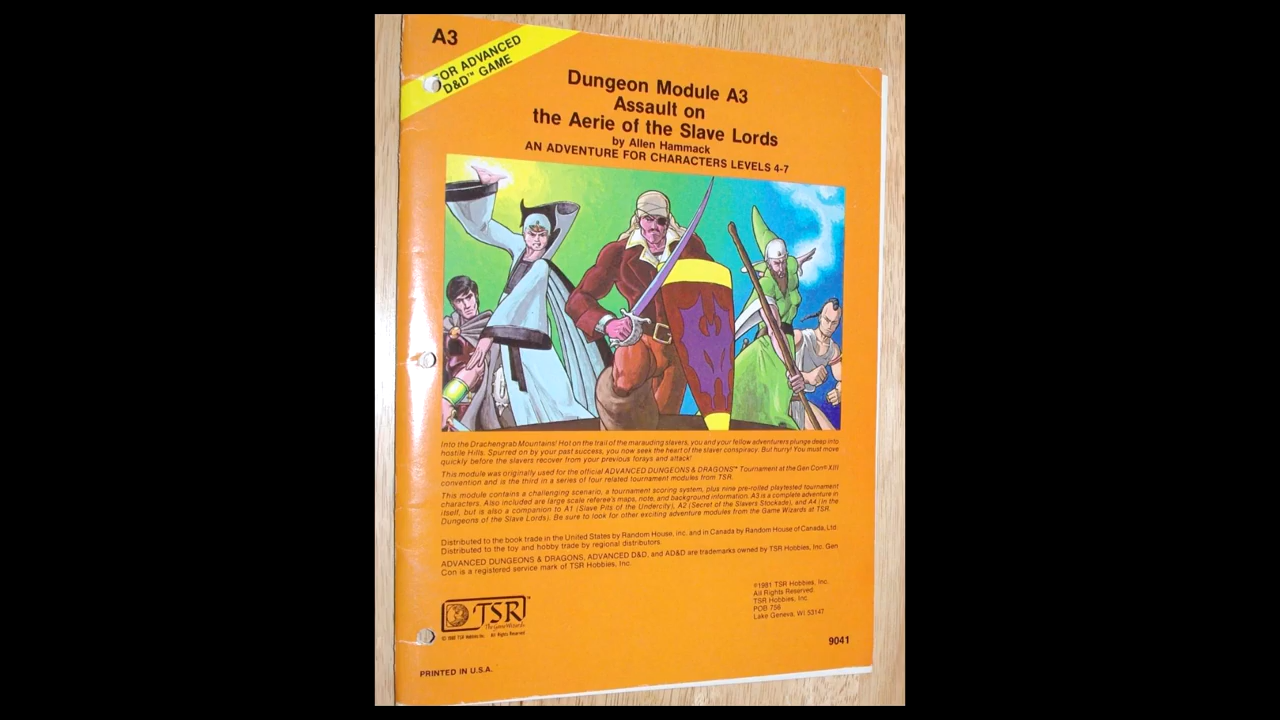 A3
FOR ADVANCED
D&D™ GAME
Dungeon Module A3
Assault on
the Aerie of the Slave Lords
by Allen Hammack
AN ADVENTURE FOR CHARACTERS LEVELS 4-7
Into the Drachengrab Mountains! Hot on the trail of the marauding slavers, you and your fellow adventurers plunge deep into
hostile Hills. Spurred on by your past success, you now seek the heart of the slaver conspiracy. But hurry! You must move
quickly before the slavers recover from your previous forays and attack!
This module was originally used for the official ADVANCED DUNGEONS & DRAGONS™ Tournament at the Gen Con® XIII
convention and is the third in a series of four related tournament modules from TSR.
This module contains a challenging scenario, a tournament scoring system, plus nine pre-rolled playtested tournament
characters. Also included are large scale referee's maps, note, and background information. A3 is a complete adventure in
itself, but is also a companion to A1 (Slave Pits of the Undercity), A2 (Secret of the Slavers Stockade), and A4 (In the
Dungeons of the Slave Lords). Be sure to look for other exciting adventure modules from the Game Wizards at TSR.
Distributed to the book trade in the United States by Random House, Inc. and in Canada by Random House of Canada, Ltd.
Distributed to the toy and hobby trade by regional distributors.
ADVANCED DUNGEONS & DRAGONS, ADVANCED D&D, and AD&D are trademarks owned by TSR Hobbies, Inc. Gen
Con is a registered service mark of TSR Hobbies, Inc.
©1981 TSR Hobbies, Inc.
All Rights Reserved.
TSR Hobbies, Inc.
POB 756
Lake Geneva, WI 53147
TSR™
The Game Wizards
© 1980 TSR Hobbies Inc. All Rights Reserved
9041
PRINTED IN U.S.A.